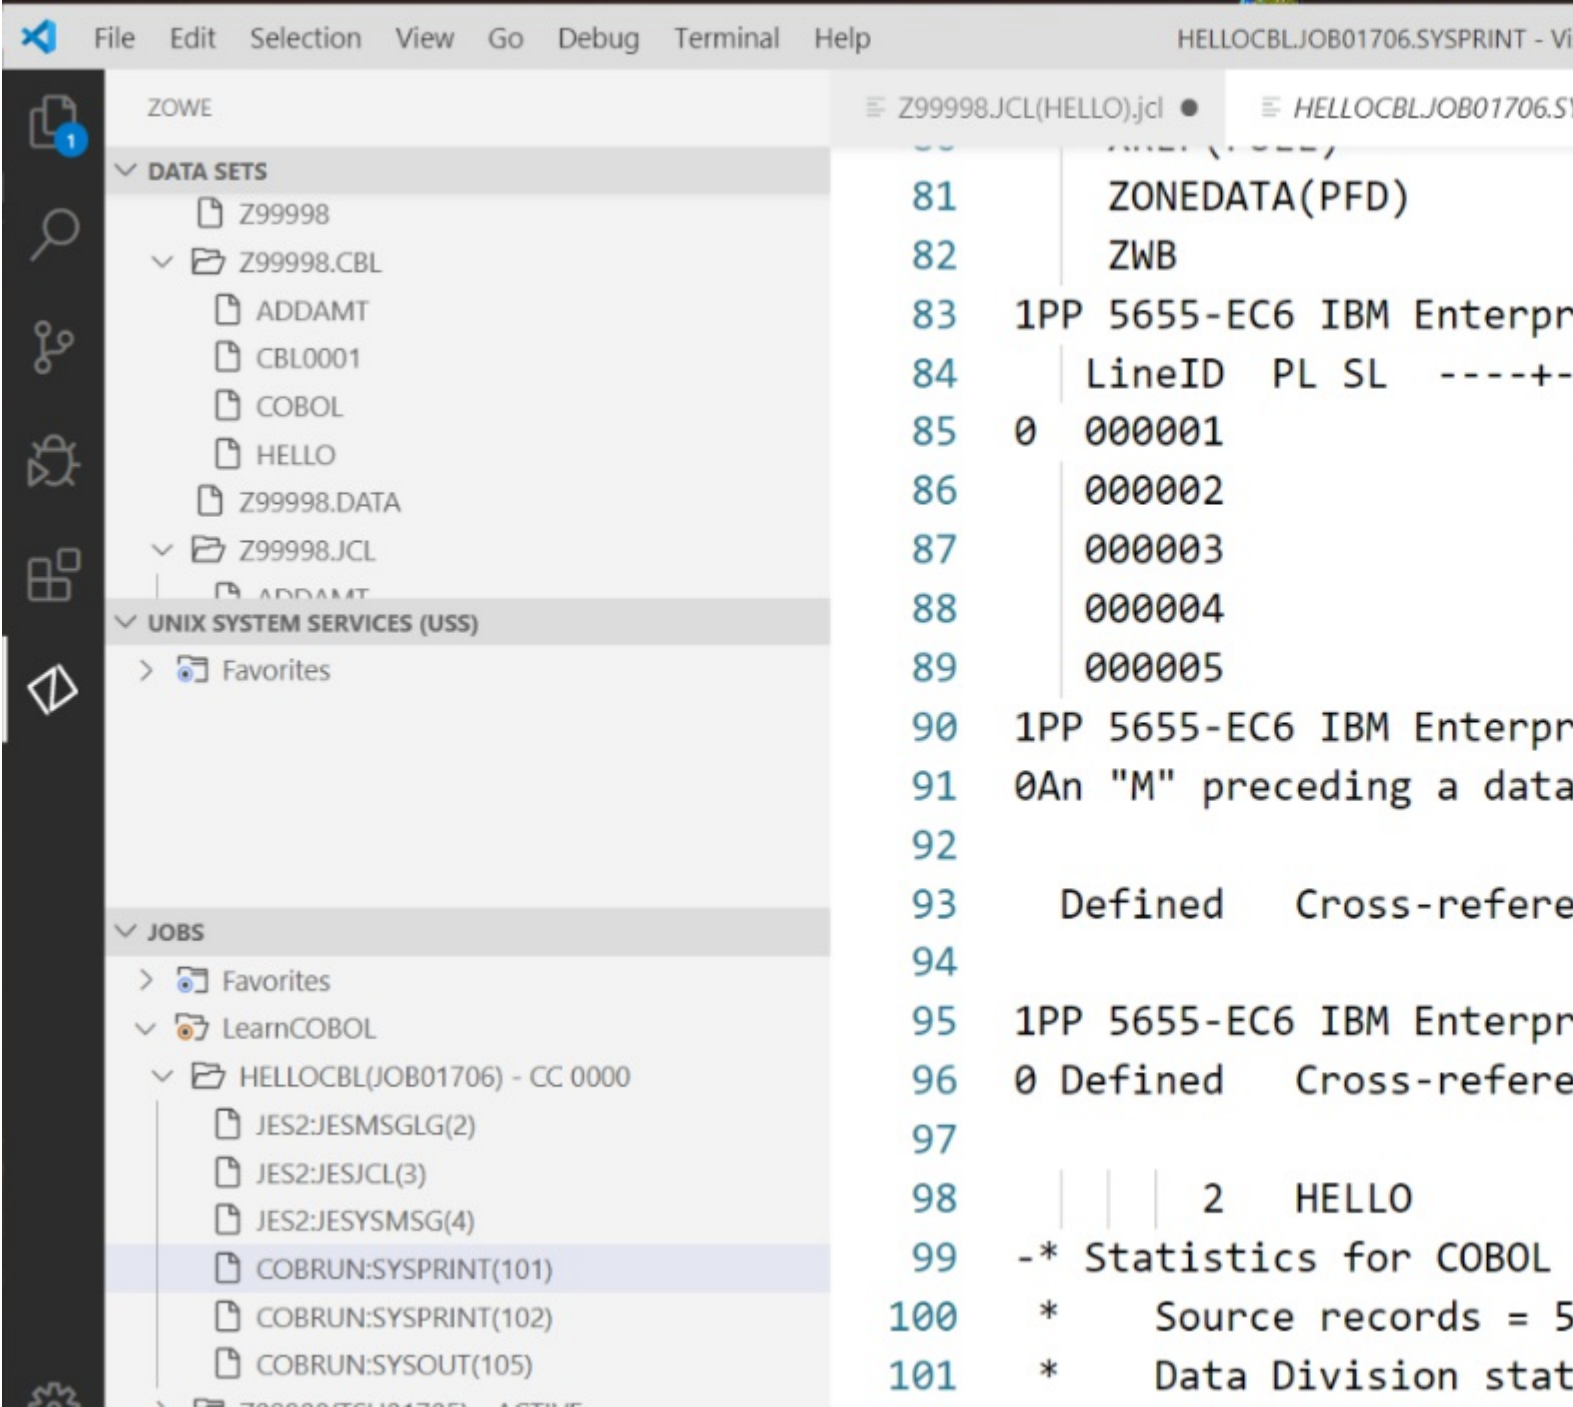 File Edit Selection View Go Debug Terminal Help HELLOCBL.JOB01706.SYSPRINT - Vi
ZOWE
Z99998.JCL(HELLO).jcl ● HELLOCBL.JOB01706.SY
1
DATA SETS
Z99998
Z99998.CBL
ADDAMT
CBL0001
COBOL
HELLO
Z99998.DATA
Z99998.JCL
ADDAMT
UNIX SYSTEM SERVICES (USS)
Favorites
JOBS
Favorites
LearnCOBOL
HELLOCBL(JOB01706) - CC 0000
JES2:JESMSGLG(2)
JES2:JESJCL(3)
JES2:JESYSMSG(4)
COBRUN:SYSPRINT(101)
COBRUN:SYSPRINT(102)
COBRUN:SYSOUT(105)
81 ZONEDATA(PFD)
82 ZWB
83 1PP 5655-EC6 IBM Enterpr
84 LineID PL SL ----+-
85 0 000001
86 000002
87 000003
88 000004
89 000005
90 1PP 5655-EC6 IBM Enterpr
91 0An "M" preceding a data
92
93 Defined Cross-refere
94
95 1PP 5655-EC6 IBM Enterpr
96 0 Defined Cross-refere
97
98 2 HELLO
99 -* Statistics for COBOL
100 * Source records = 5
101 * Data Division stat